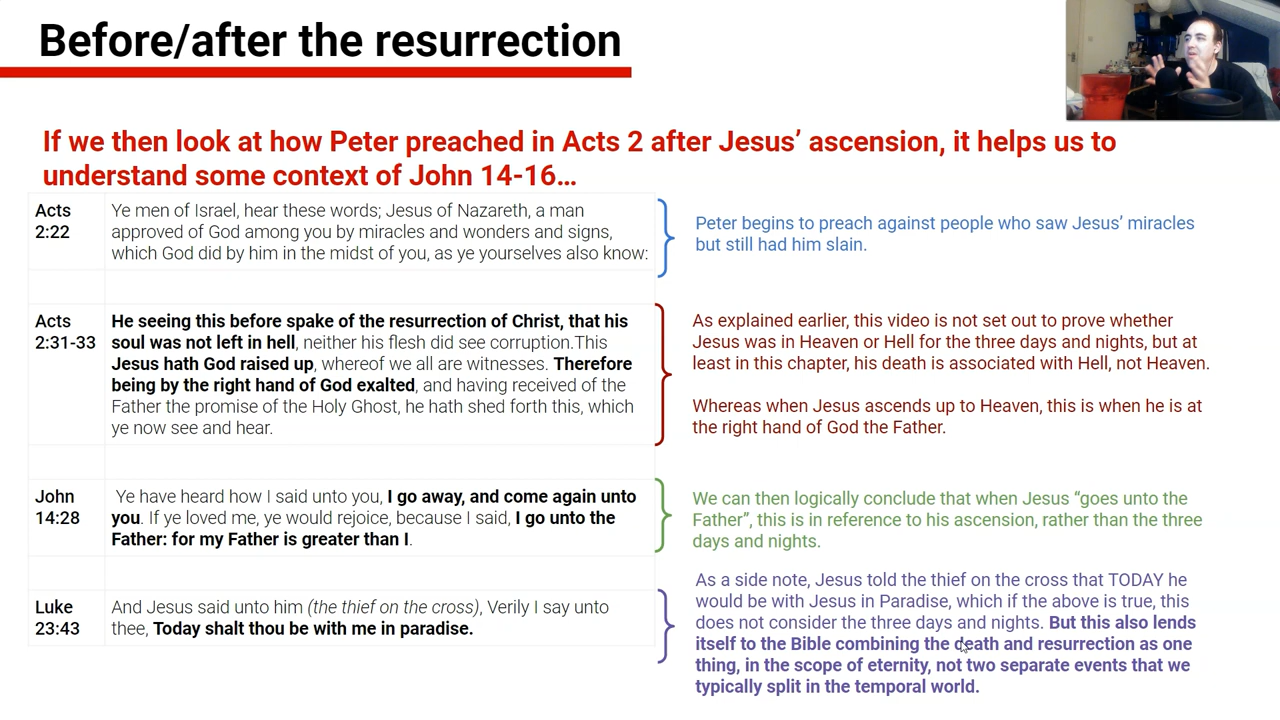 Before/after the resurrection
If we then look at how Peter preached in Acts 2 after Jesus’ ascension, it helps us to
understand some context of John 14-16…
Acts
2:22
Ye men of Israel, hear these words; Jesus of Nazareth, a man
approved of God among you by miracles and wonders and signs,
which God did by him in the midst of you, as ye yourselves also know:
Peter begins to preach against people who saw Jesus’ miracles
but still had him slain.
Acts
2:31-33
He seeing this before spake of the resurrection of Christ, that his
soul was not left in hell, neither his flesh did see corruption.This
Jesus hath God raised up, whereof we all are witnesses. Therefore
being by the right hand of God exalted, and having received of the
Father the promise of the Holy Ghost, he hath shed forth this, which
ye now see and hear.
As explained earlier, this video is not set out to prove whether
Jesus was in Heaven or Hell for the three days and nights, but at
least in this chapter, his death is associated with Hell, not Heaven.
Whereas when Jesus ascends up to Heaven, this is when he is at
the right hand of God the Father.
John
14:28
Ye have heard how I said unto you, I go away, and come again unto
you. If ye loved me, ye would rejoice, because I said, I go unto the
Father: for my Father is greater than I.
We can then logically conclude that when Jesus “goes unto the
Father”, this is in reference to his ascension, rather than the three
days and nights.
Luke
23:43
And Jesus said unto him (the thief on the cross), Verily I say unto
thee, Today shalt thou be with me in paradise.
As a side note, Jesus told the thief on the cross that TODAY he
would be with Jesus in Paradise, which if the above is true, this
does not consider the three days and nights. But this also lends
itself to the Bible combining the death and resurrection as one
thing, in the scope of eternity, not two separate events that we
typically split in the temporal world.